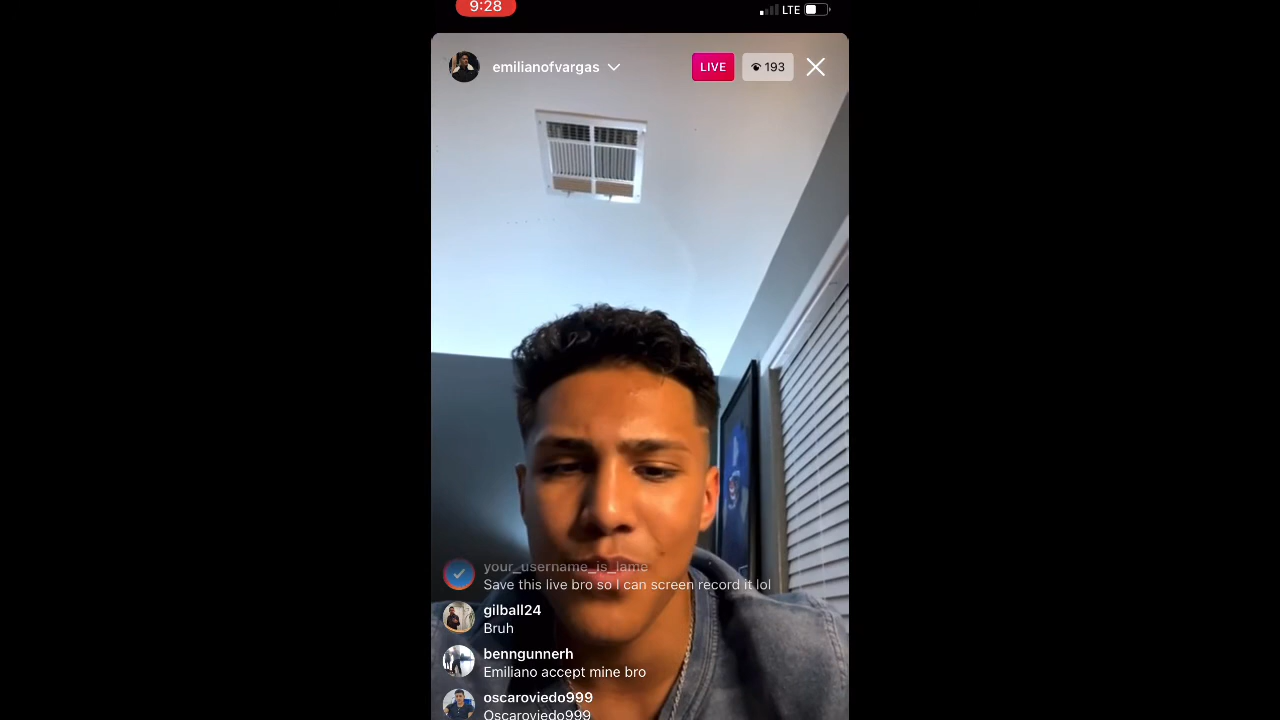 9:28
LTE
emilianofvargas
LIVE
193
your_username_is_lame
Save this live bro so I can screen record it lol
gilball24
Bruh
benngunnerh
Emiliano accept mine bro
oscaroviedo999
Oscaroviedo999